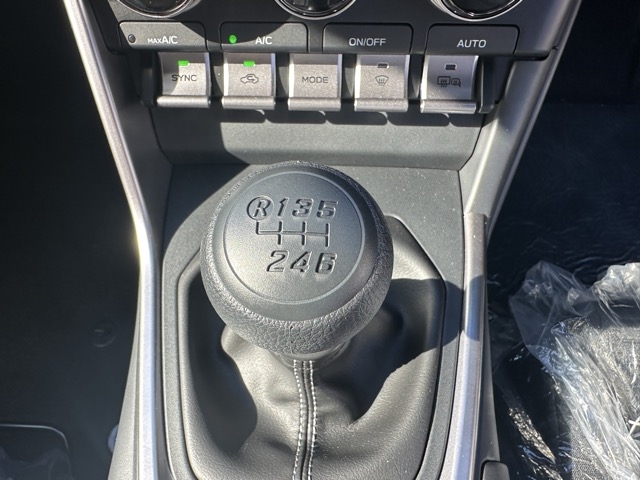 MAX A/C A/C ON/OFF AUTO
SYNC MODE
R 1 3 5
2 4 6